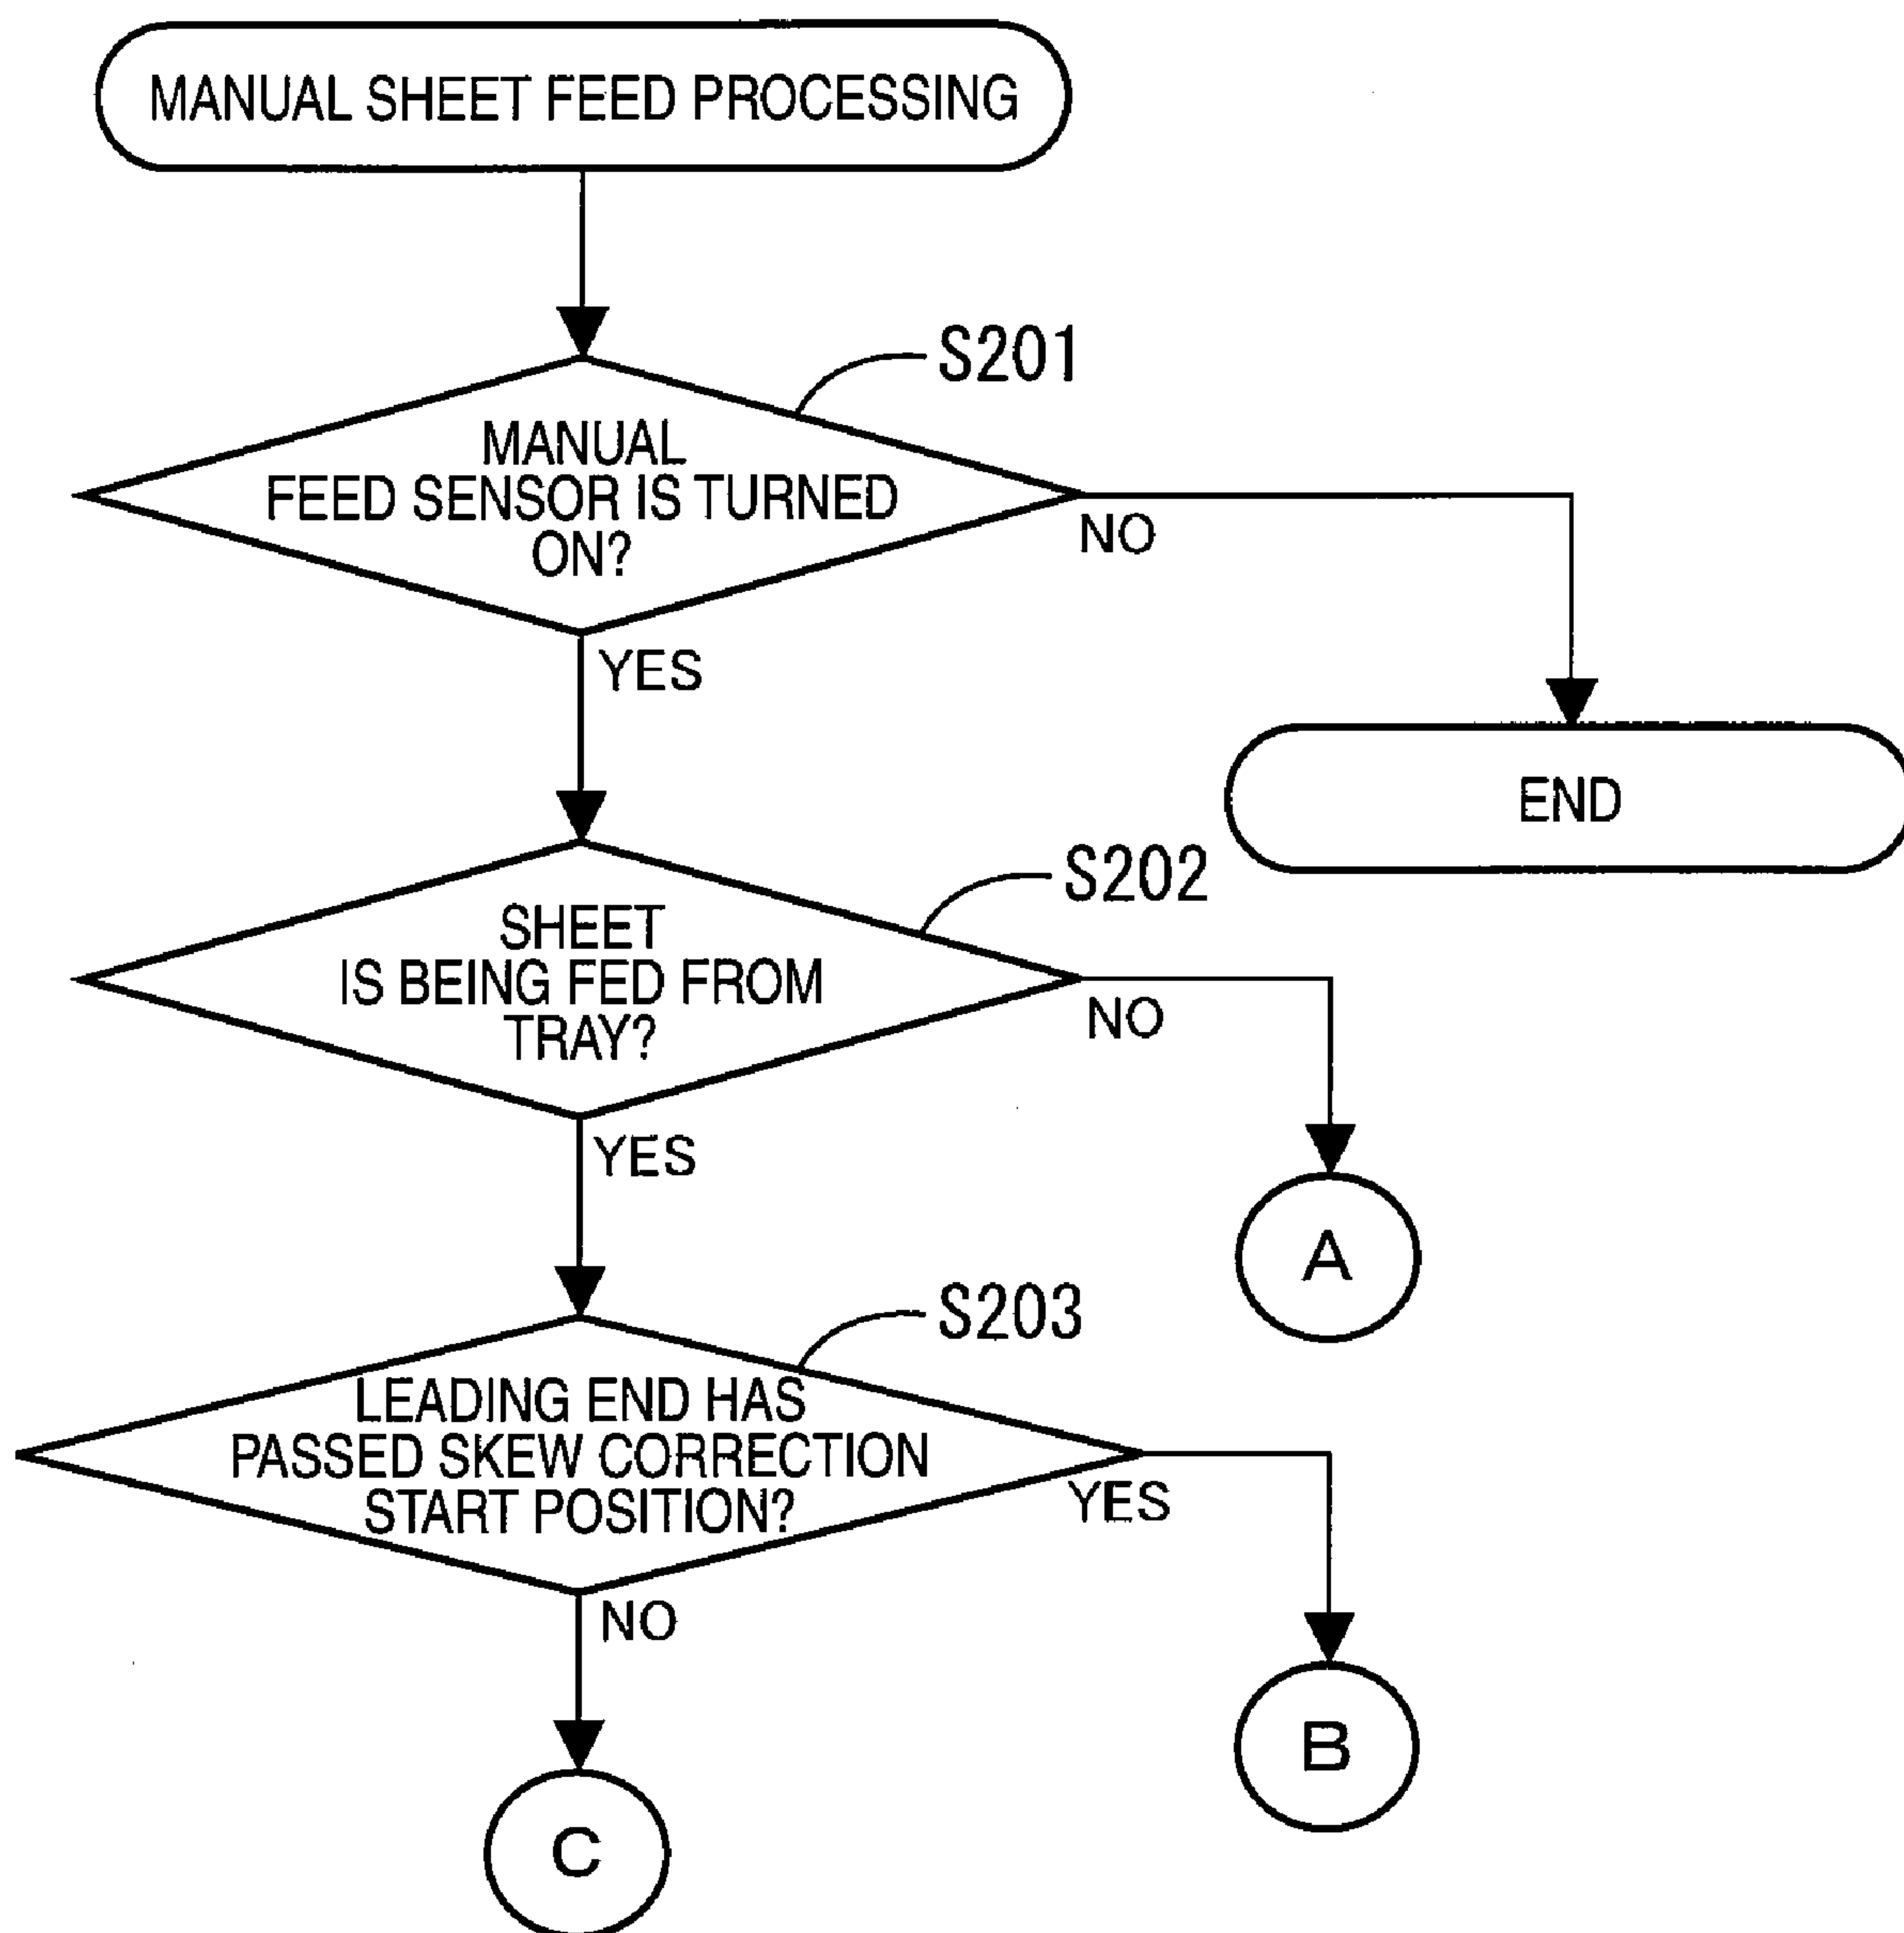 MANUAL SHEET FEED PROCESSING
S201
MANUAL
FEED SENSOR IS TURNED
ON?
NO
YES
END
S202
SHEET
IS BEING FED FROM
TRAY?
NO
YES
A
S203
LEADING END HAS
PASSED SKEW CORRECTION
START POSITION?
YES
NO
B
C